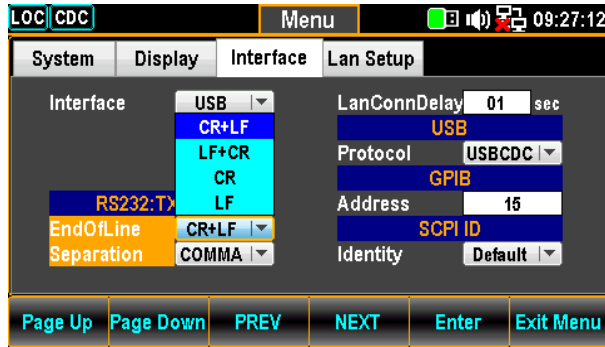 LOC CDC Menu 09:27:12
System Display Interface Lan Setup
Interface USB LanConnDelay 01 sec
CR+LF USB
LF+CR Protocol USBCDC
CR GPIB
RS232:TX LF Address 15
EndOfLine CR+LF SCPI ID
Separation COMMA Identity Default
Page Up Page Down PREV NEXT Enter Exit Menu